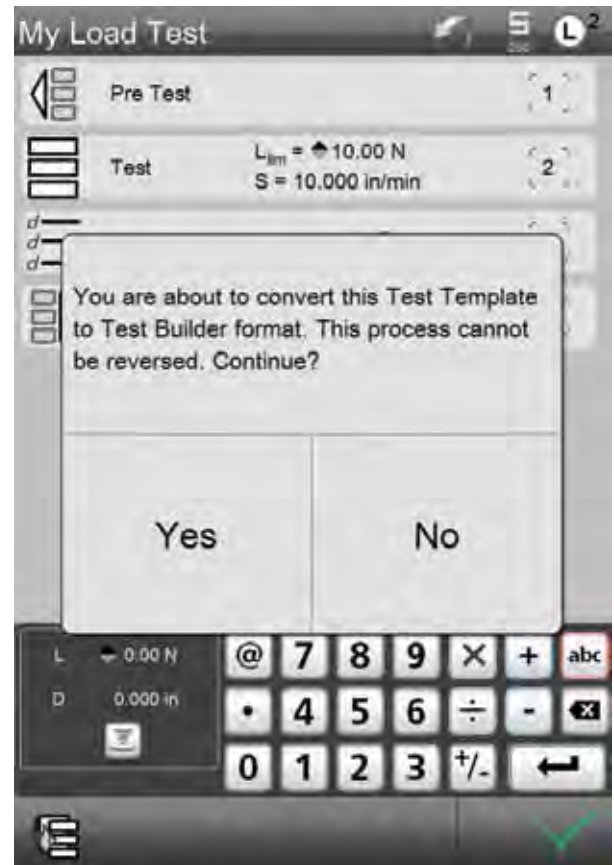 My Load Test
L 2
Pre Test
1
Test
Llim = 10.00 N
S = 10.000 in/min
2
d
d
d
You are about to convert this Test Template
to Test Builder format. This process cannot
be reversed. Continue?
Yes
No
L 0.00 N
D 0.000 in
@ 7 8 9 × + abc
• 4 5 6 ÷ -
0 1 2 3 +/-